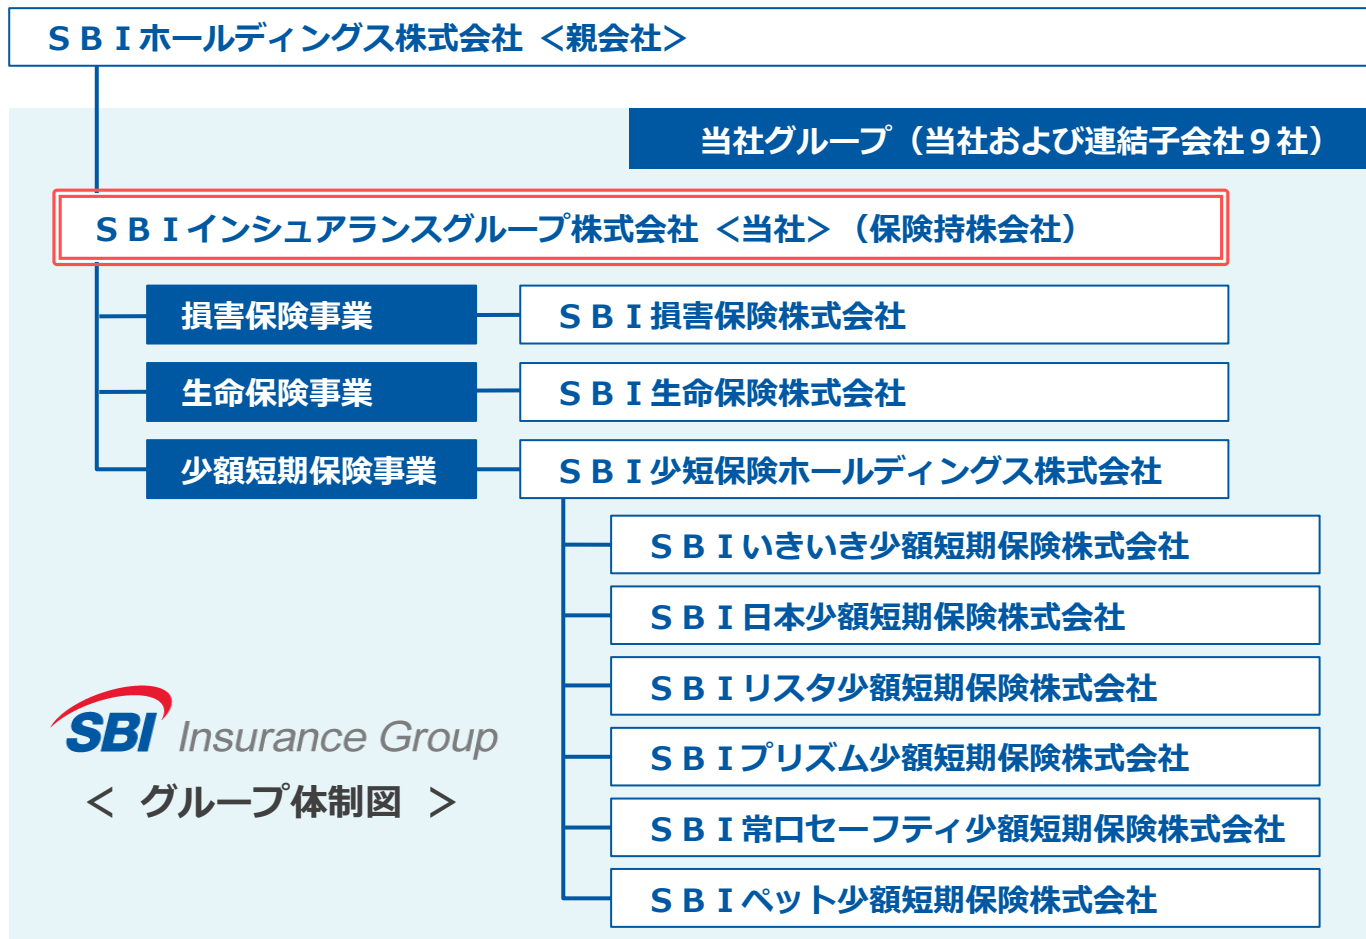 ＳＢＩホールディングス株式会社 ＜親会社＞
当社グループ（当社および連結子会社９社）
ＳＢＩインシュアランスグループ株式会社 ＜当社＞（保険持株会社）
損害保険事業
ＳＢＩ損害保険株式会社
生命保険事業
ＳＢＩ生命保険株式会社
少額短期保険事業
ＳＢＩ少短保険ホールディングス株式会社
ＳＢＩいきいき少額短期保険株式会社
ＳＢＩ日本少額短期保険株式会社
ＳＢＩリスタ少額短期保険株式会社
ＳＢＩプリズム少額短期保険株式会社
ＳＢＩ常口セーフティ少額短期保険株式会社
ＳＢＩペット少額短期保険株式会社
SBI Insurance Group
＜ グループ体制図 ＞